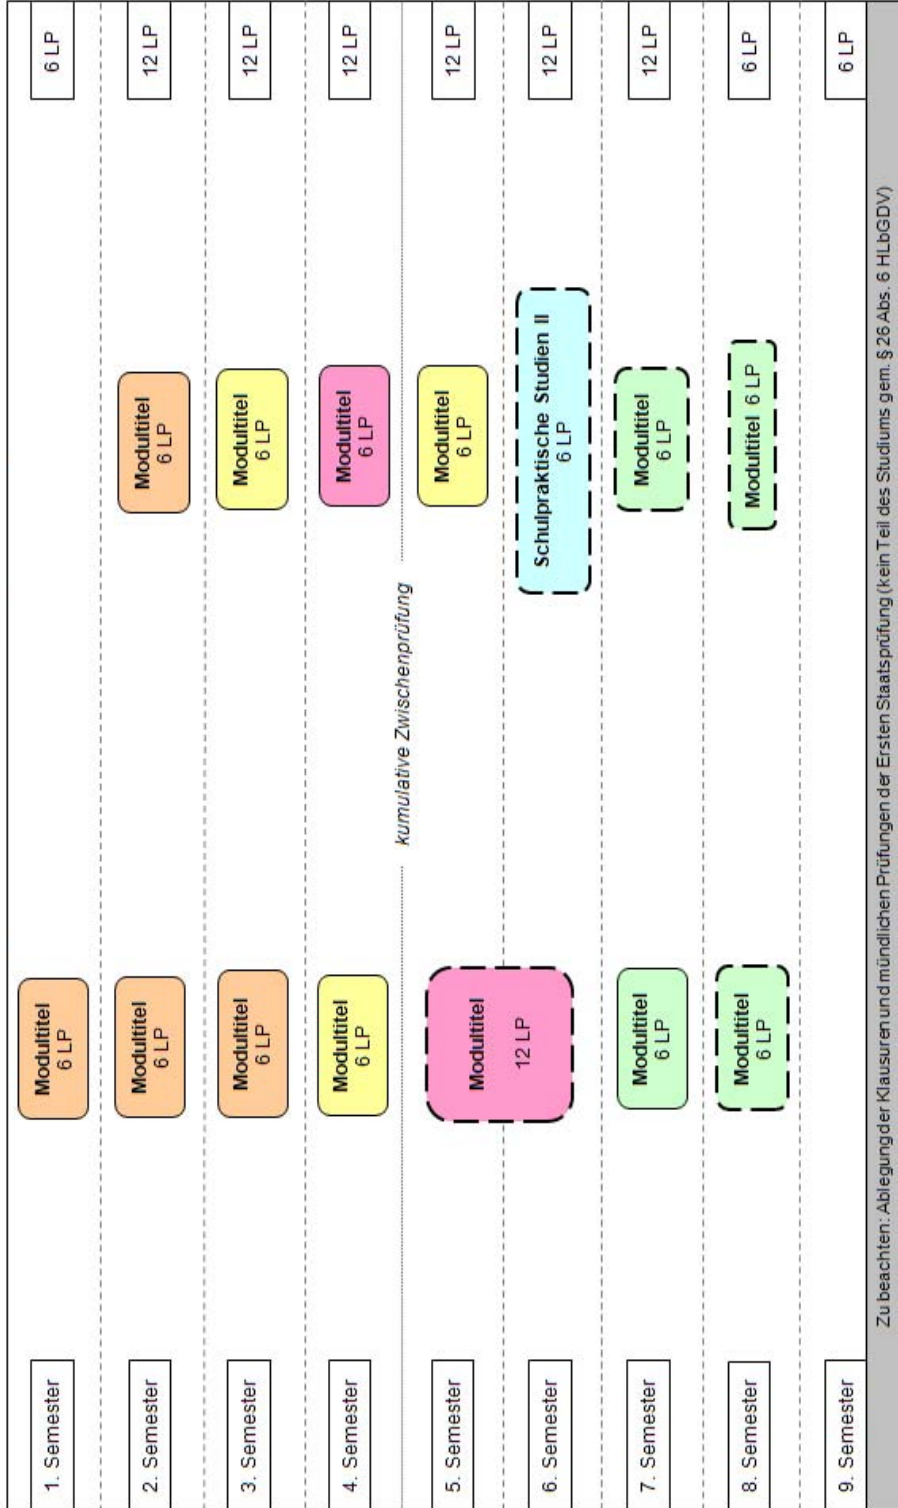 1. Semester
Modultitel
6 LP
6 LP
2. Semester
Modultitel
6 LP
Modultitel
6 LP
12 LP
3. Semester
Modultitel
6 LP
Modultitel
6 LP
12 LP
4. Semester
Modultitel
6 LP
Modultitel
6 LP
12 LP
kumulative Zwischenprüfung
5. Semester
Modultitel
12 LP
Modultitel
6 LP
12 LP
6. Semester
Schulpraktische Studien II
6 LP
12 LP
7. Semester
Modultitel
6 LP
Modultitel
6 LP
12 LP
8. Semester
Modultitel
6 LP
Modultitel 6 LP
6 LP
9. Semester
6 LP
Zu beachten: Ablegung der Klausuren und mündlichen Prüfungen der Ersten Staatsprüfung (kein Teil des Studiums gem. § 26 Abs. 6 HLbGDV)